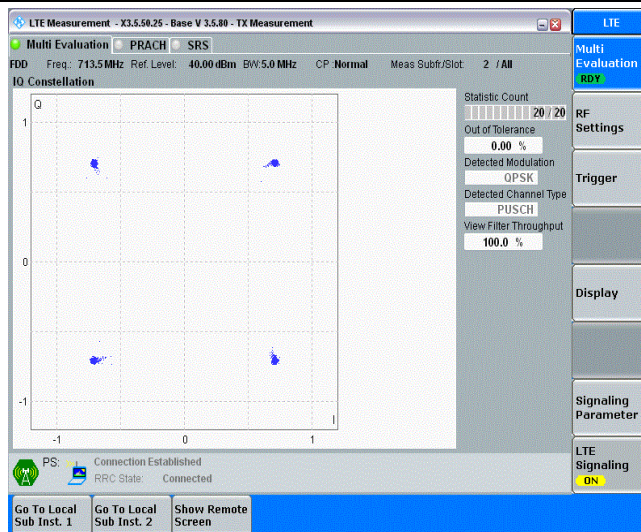 LTE Measurement - X3.5.50.25 - Base V 3.5.80 - TX Measurement
LTE
Multi Evaluation PRACH SRS
FDD Freq.: 713.5 MHz Ref. Level: 40.00 dBm BW: 5.0 MHz CP : Normal Meas Subfr./Slot: 2 / All
IQ Constellation
Q
1
0
-1
-1 0 1
I
Statistic Count
20 / 20
Out of Tolerance
0.00 %
Detected Modulation
QPSK
Detected Channel Type
PUSCH
View Filter Throughput
100.0 %
PS: Connection Established
RRC State: Connected
Multi
Evaluation
RDY
RF
Settings
Trigger
Display
Signaling
Parameter
LTE
Signaling
ON
Go To Local
Sub Inst. 1
Go To Local
Sub Inst. 2
Show Remote
Screen